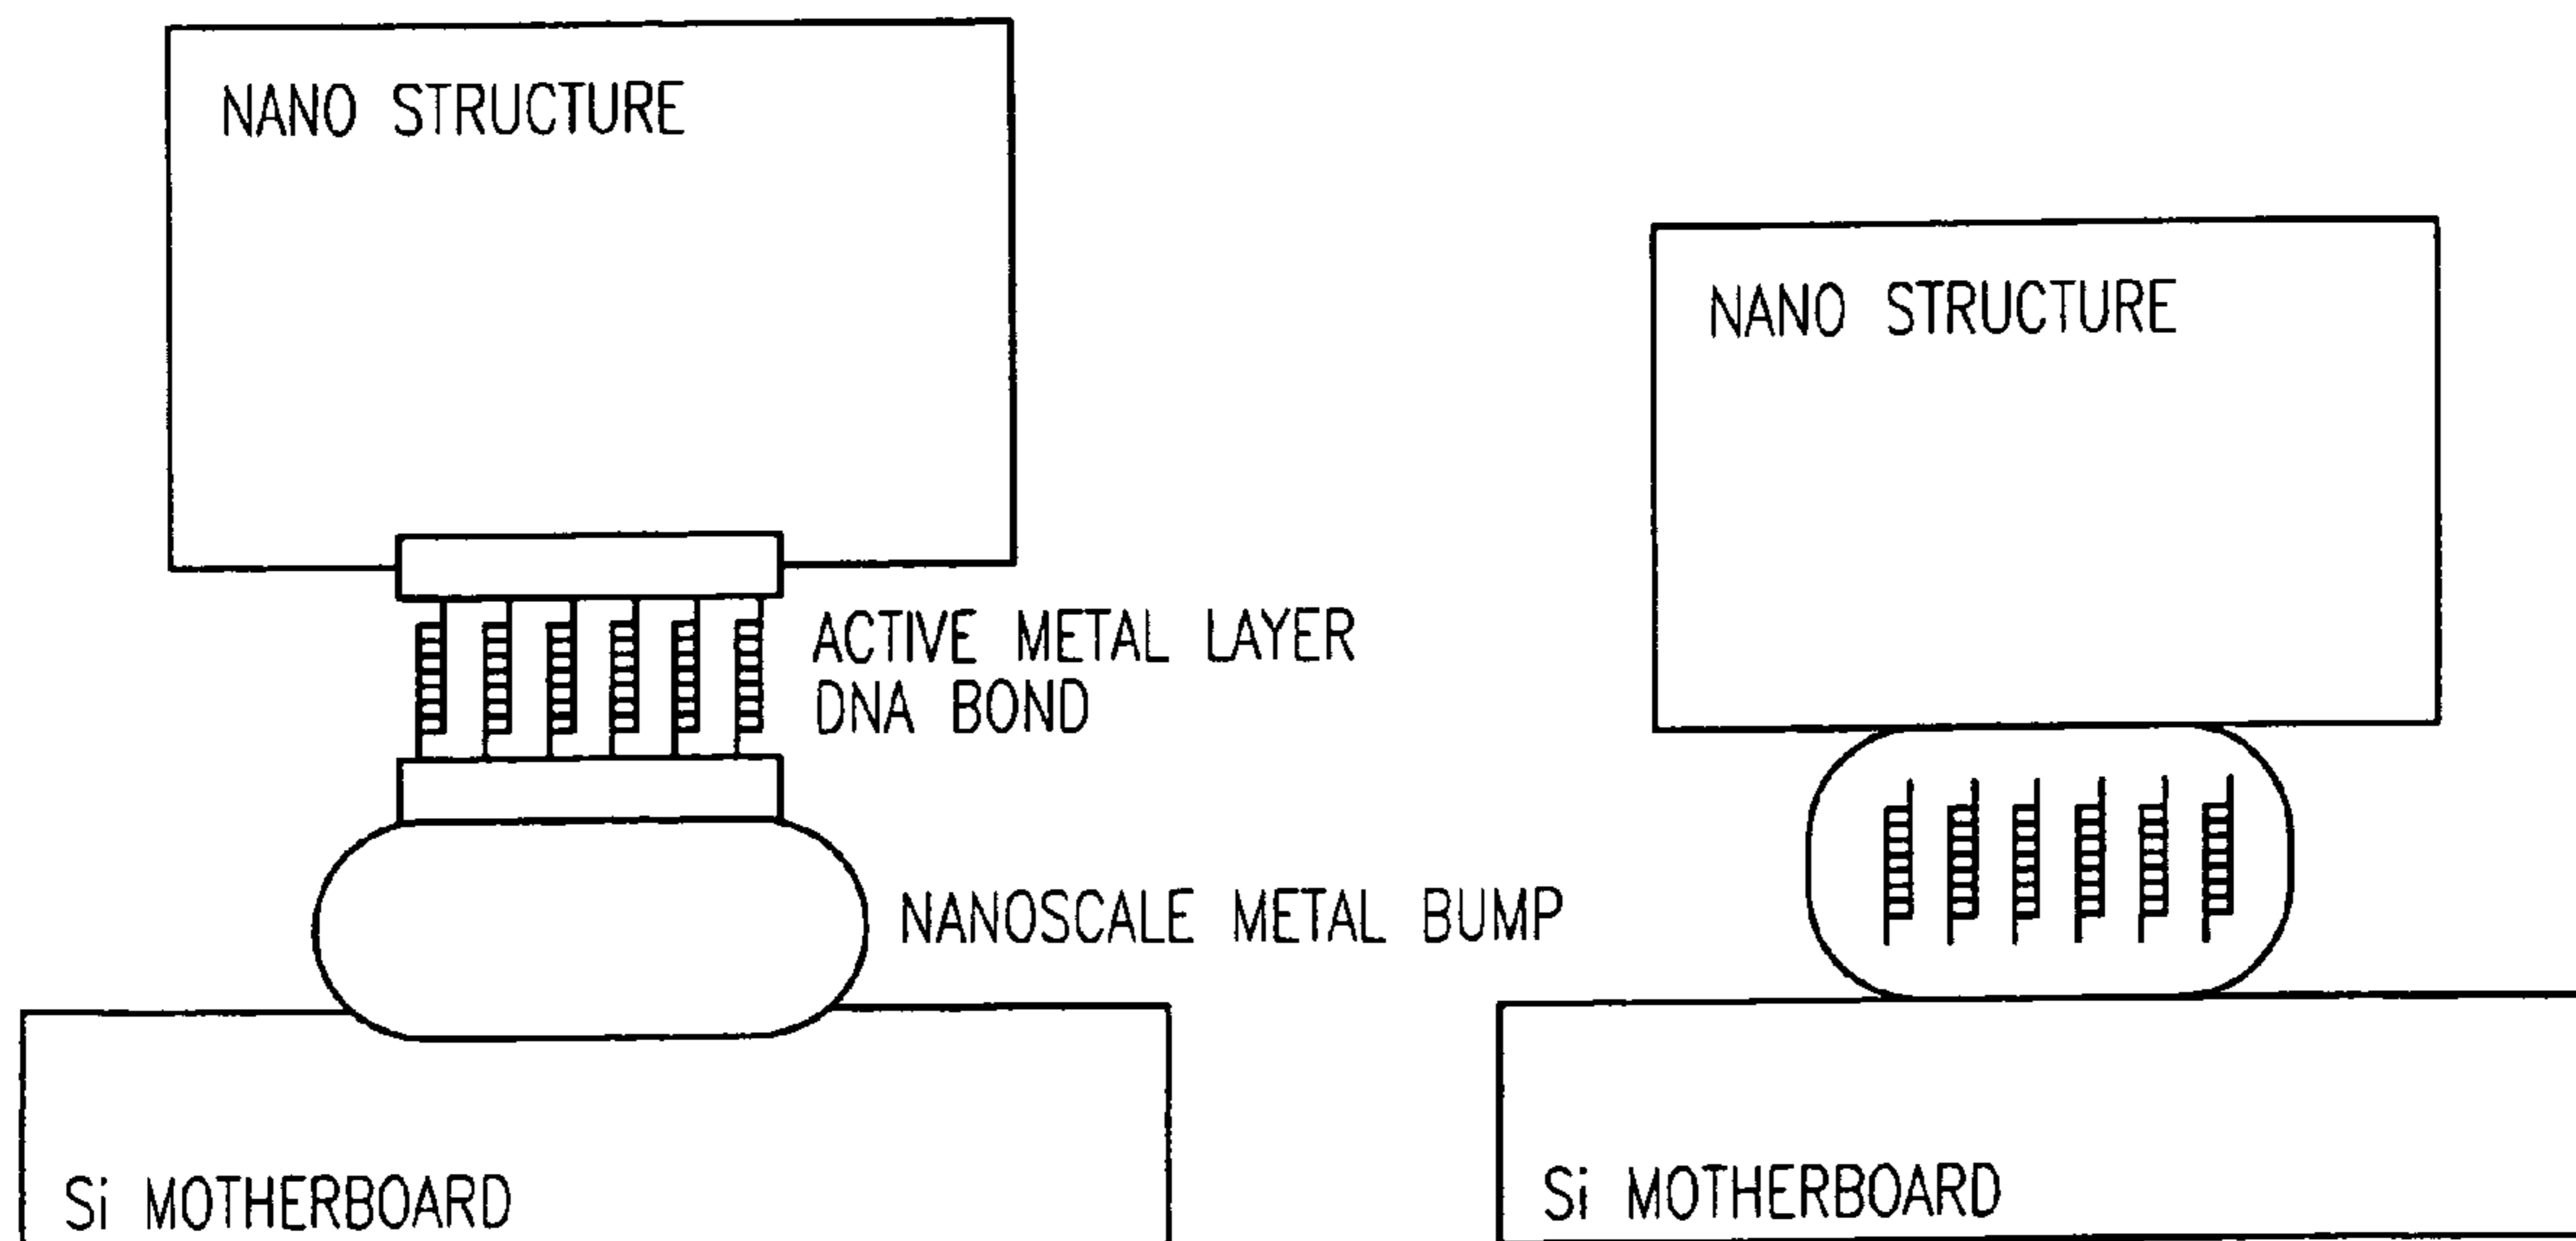 NANO STRUCTURE
ACTIVE METAL LAYER
DNA BOND
NANOSCALE METAL BUMP
Si MOTHERBOARD
NANO STRUCTURE
Si MOTHERBOARD